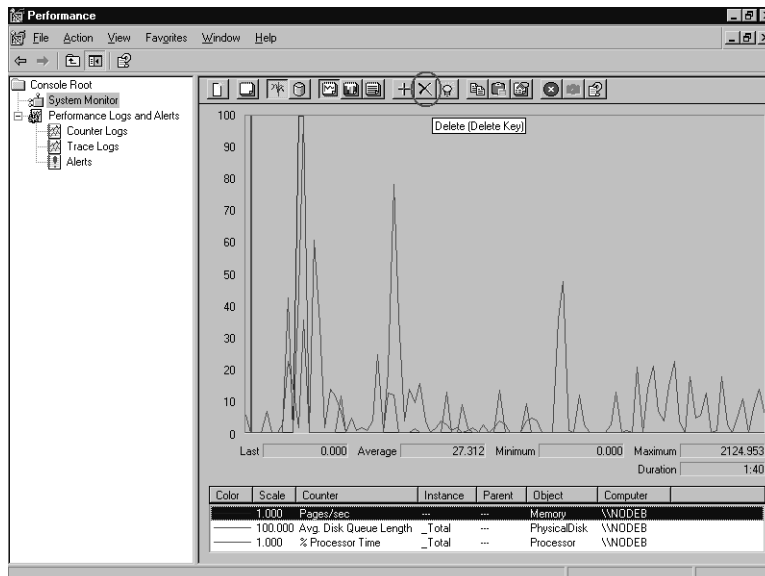 Performance
File Action View Favorites Window Help
Console Root
System Monitor
Performance Logs and Alerts
Counter Logs
Trace Logs
Alerts
Delete (Delete Key)
100
90
80
70
60
50
40
30
20
10
0
Last 0.000 Average 27.312 Minimum 0.000 Maximum 2124.953
Duration 1:40
Color Scale Counter Instance Parent Object Computer
1.000 Pages/sec --- --- Memory \\NODEB
100.000 Avg. Disk Queue Length _Total --- PhysicalDisk \\NODEB
1.000 % Processor Time _Total --- Processor \\NODEB